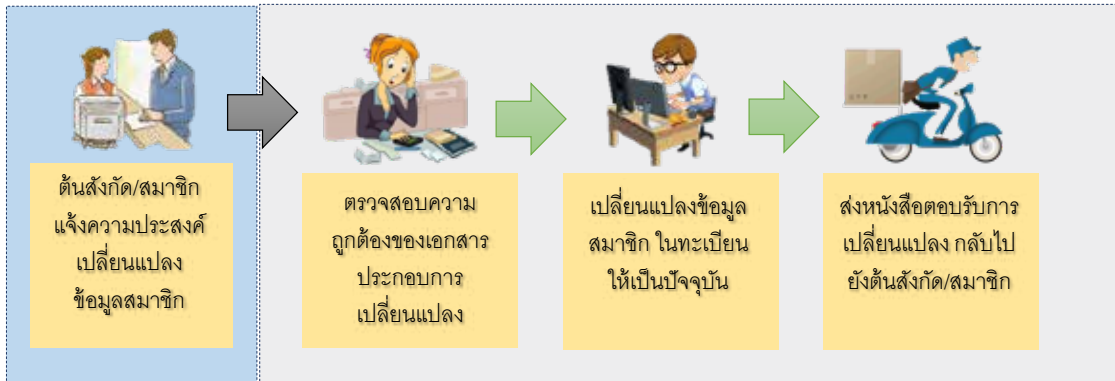 ต้นสังกัด/สมาชิก
แจ้งความประสงค์
เปลี่ยนแปลง
ข้อมูลสมาชิก
ตรวจสอบความ
ถูกต้องของเอกสาร
ประกอบการ
เปลี่ยนแปลง
เปลี่ยนแปลงข้อมูล
สมาชิก ในทะเบียน
ให้เป็นปัจจุบัน
ส่งหนังสือตอบรับการ
เปลี่ยนแปลง กลับไป
ยังต้นสังกัด/สมาชิก